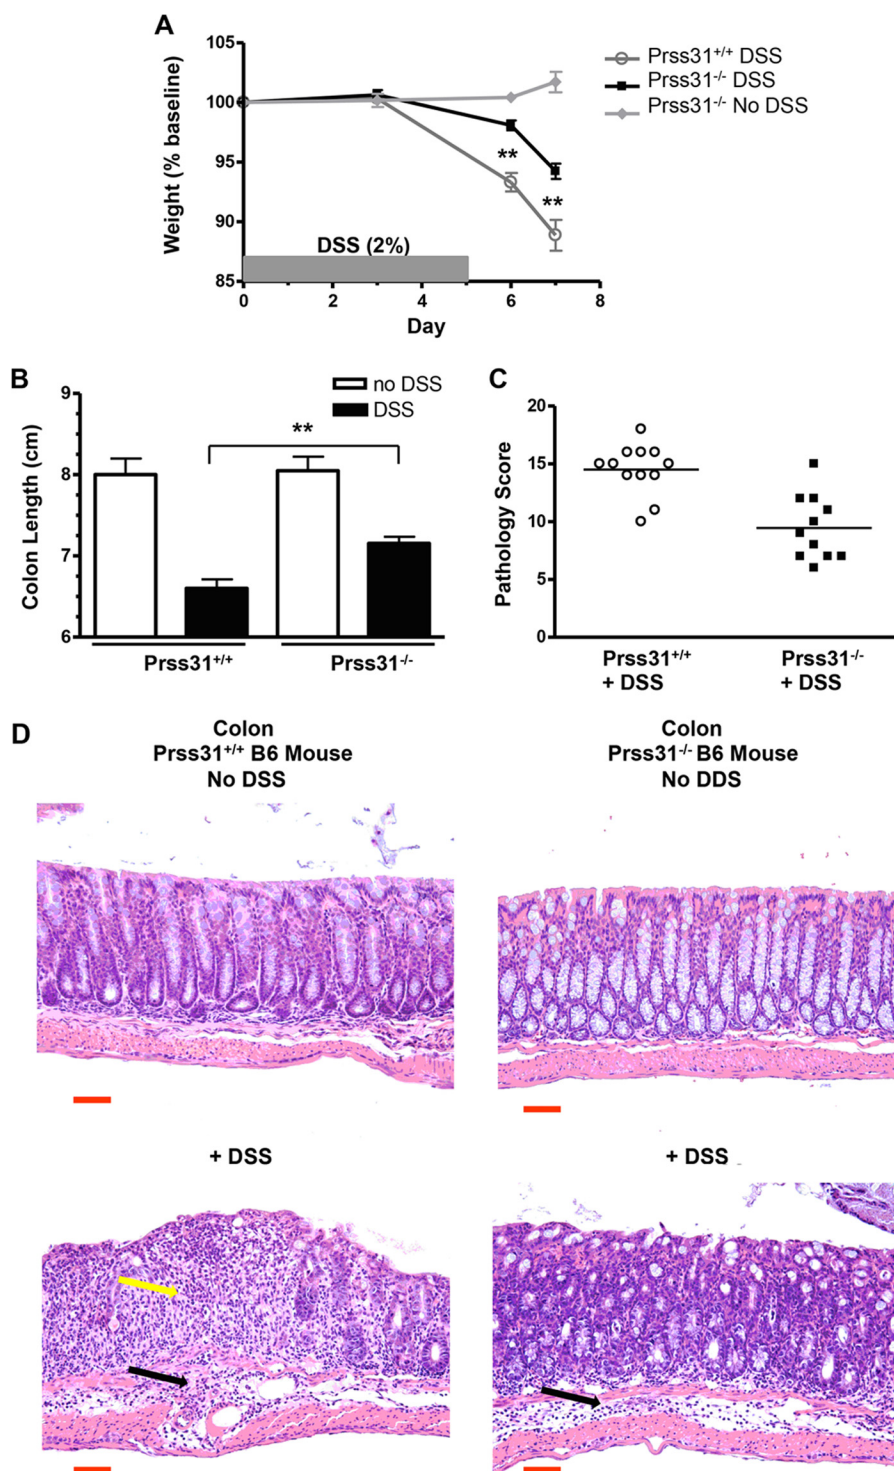 A
Weight (% baseline)
105
100
95
90
85
**
**
DSS (2%)
0
2
4
6
8
Day
Prss31+/+ DSS
Prss31-/- DSS
Prss31-/- No DSS
B
Colon Length (cm)
9
8
7
6
no DSS
DSS
**
Prss31+/+
Prss31-/-
C
Pathology Score
20
15
10
5
0
Prss31+/+
+ DSS
Prss31-/-
+ DSS
D
Colon
Prss31+/+ B6 Mouse
No DSS
Colon
Prss31-/- B6 Mouse
No DDS
+ DSS
+ DSS